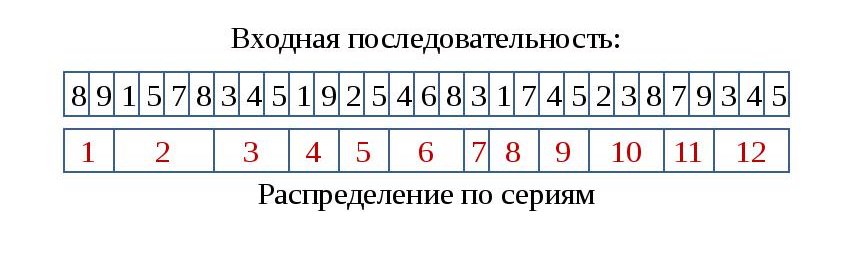 Входная последовательность:
8 9 1 5 7 8 3 4 5 1 9 2 5 4 6 8 3 1 7 4 5 2 3 8 7 9 3 4 5
1 2 3 4 5 6 7 8 9 10 11 12
Распределение по сериям